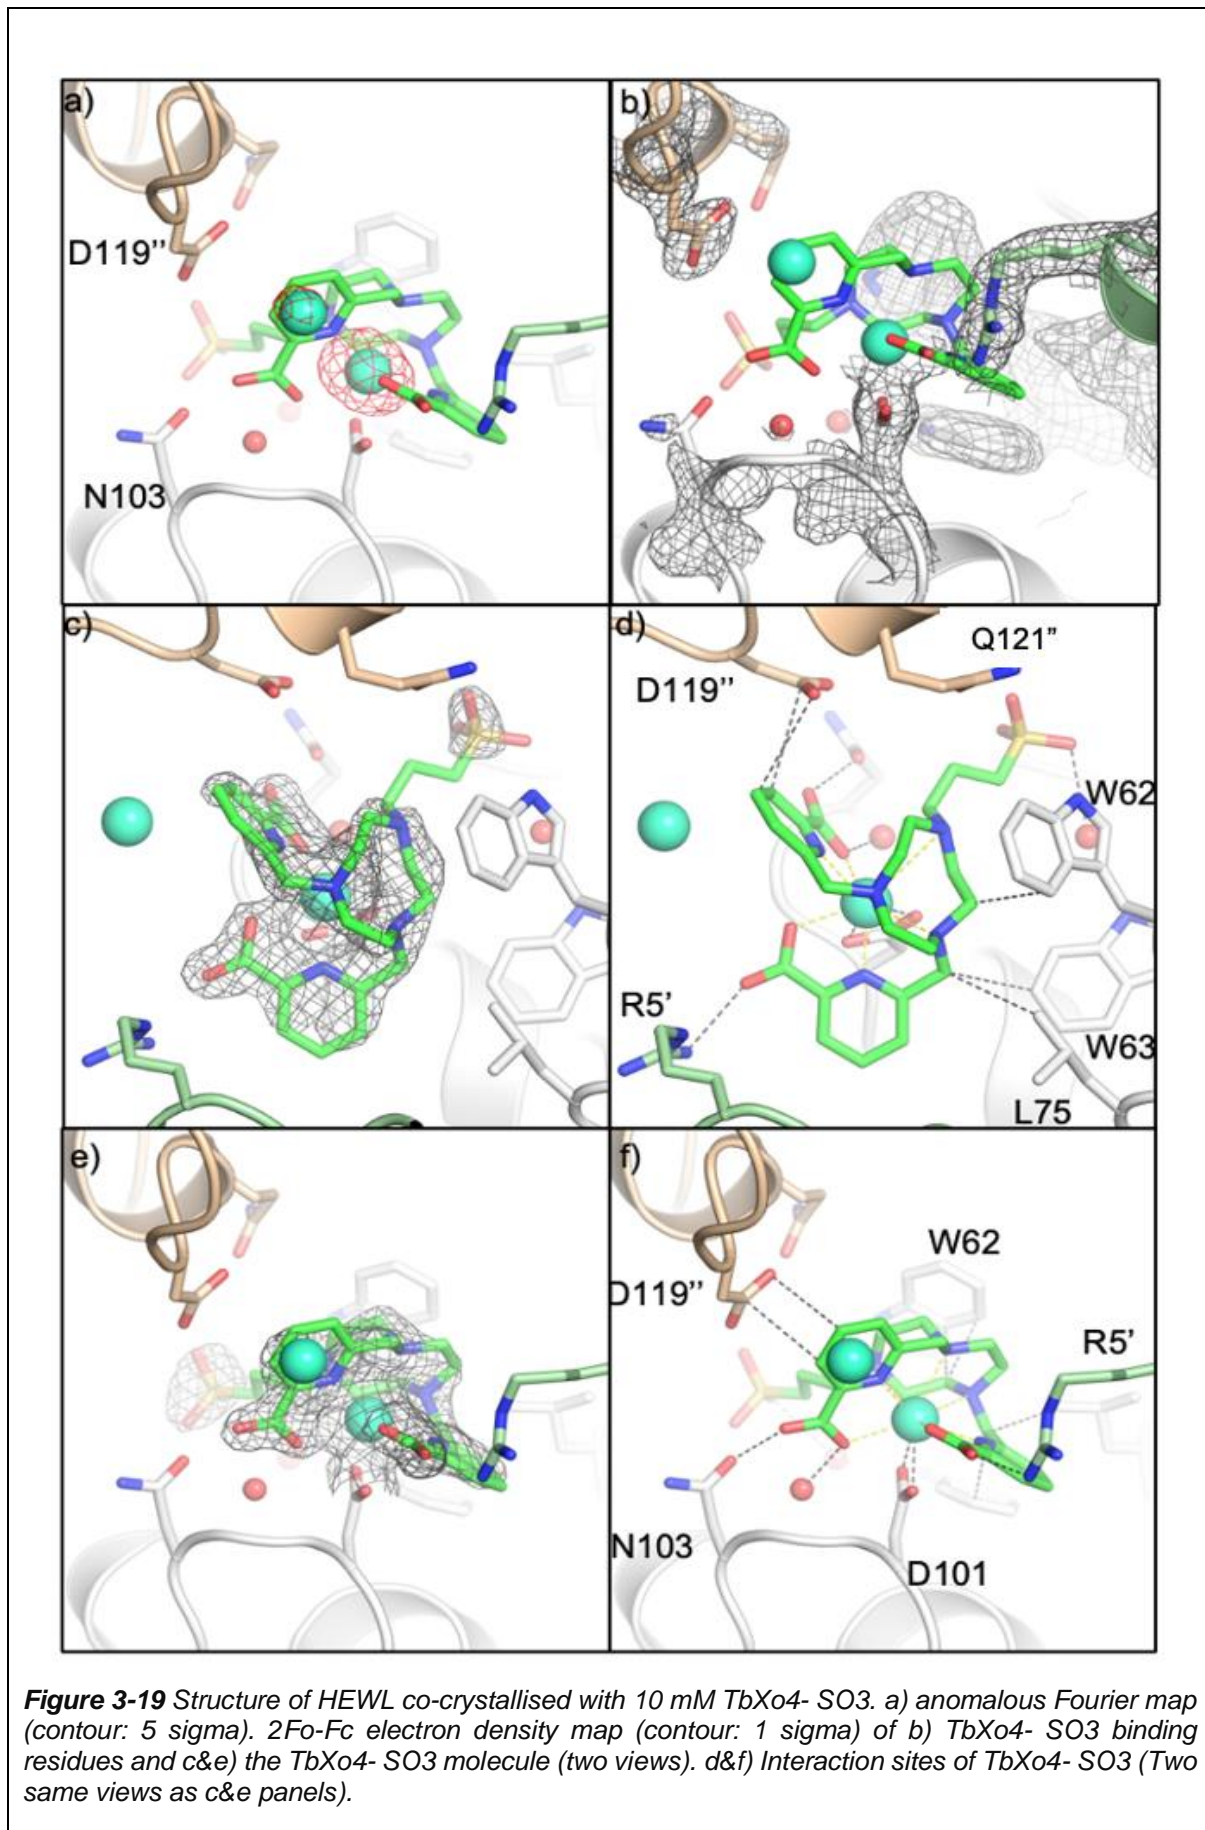 a)
b)
D119''
N103
c)
d)
Q121”
D119''
W62
R5’
W63
L75
e)
f)
W62
D119''
R5’
N103
D101
Figure 3-19 Structure of HEWL co-crystallised with 10 mM TbXo4- SO3. a) anomalous Fourier map
(contour: 5 sigma). 2Fo-Fc electron density map (contour: 1 sigma) of b) TbXo4- SO3 binding
residues and c&e) the TbXo4- SO3 molecule (two views). d&f) Interaction sites of TbXo4- SO3 (Two
same views as c&e panels).